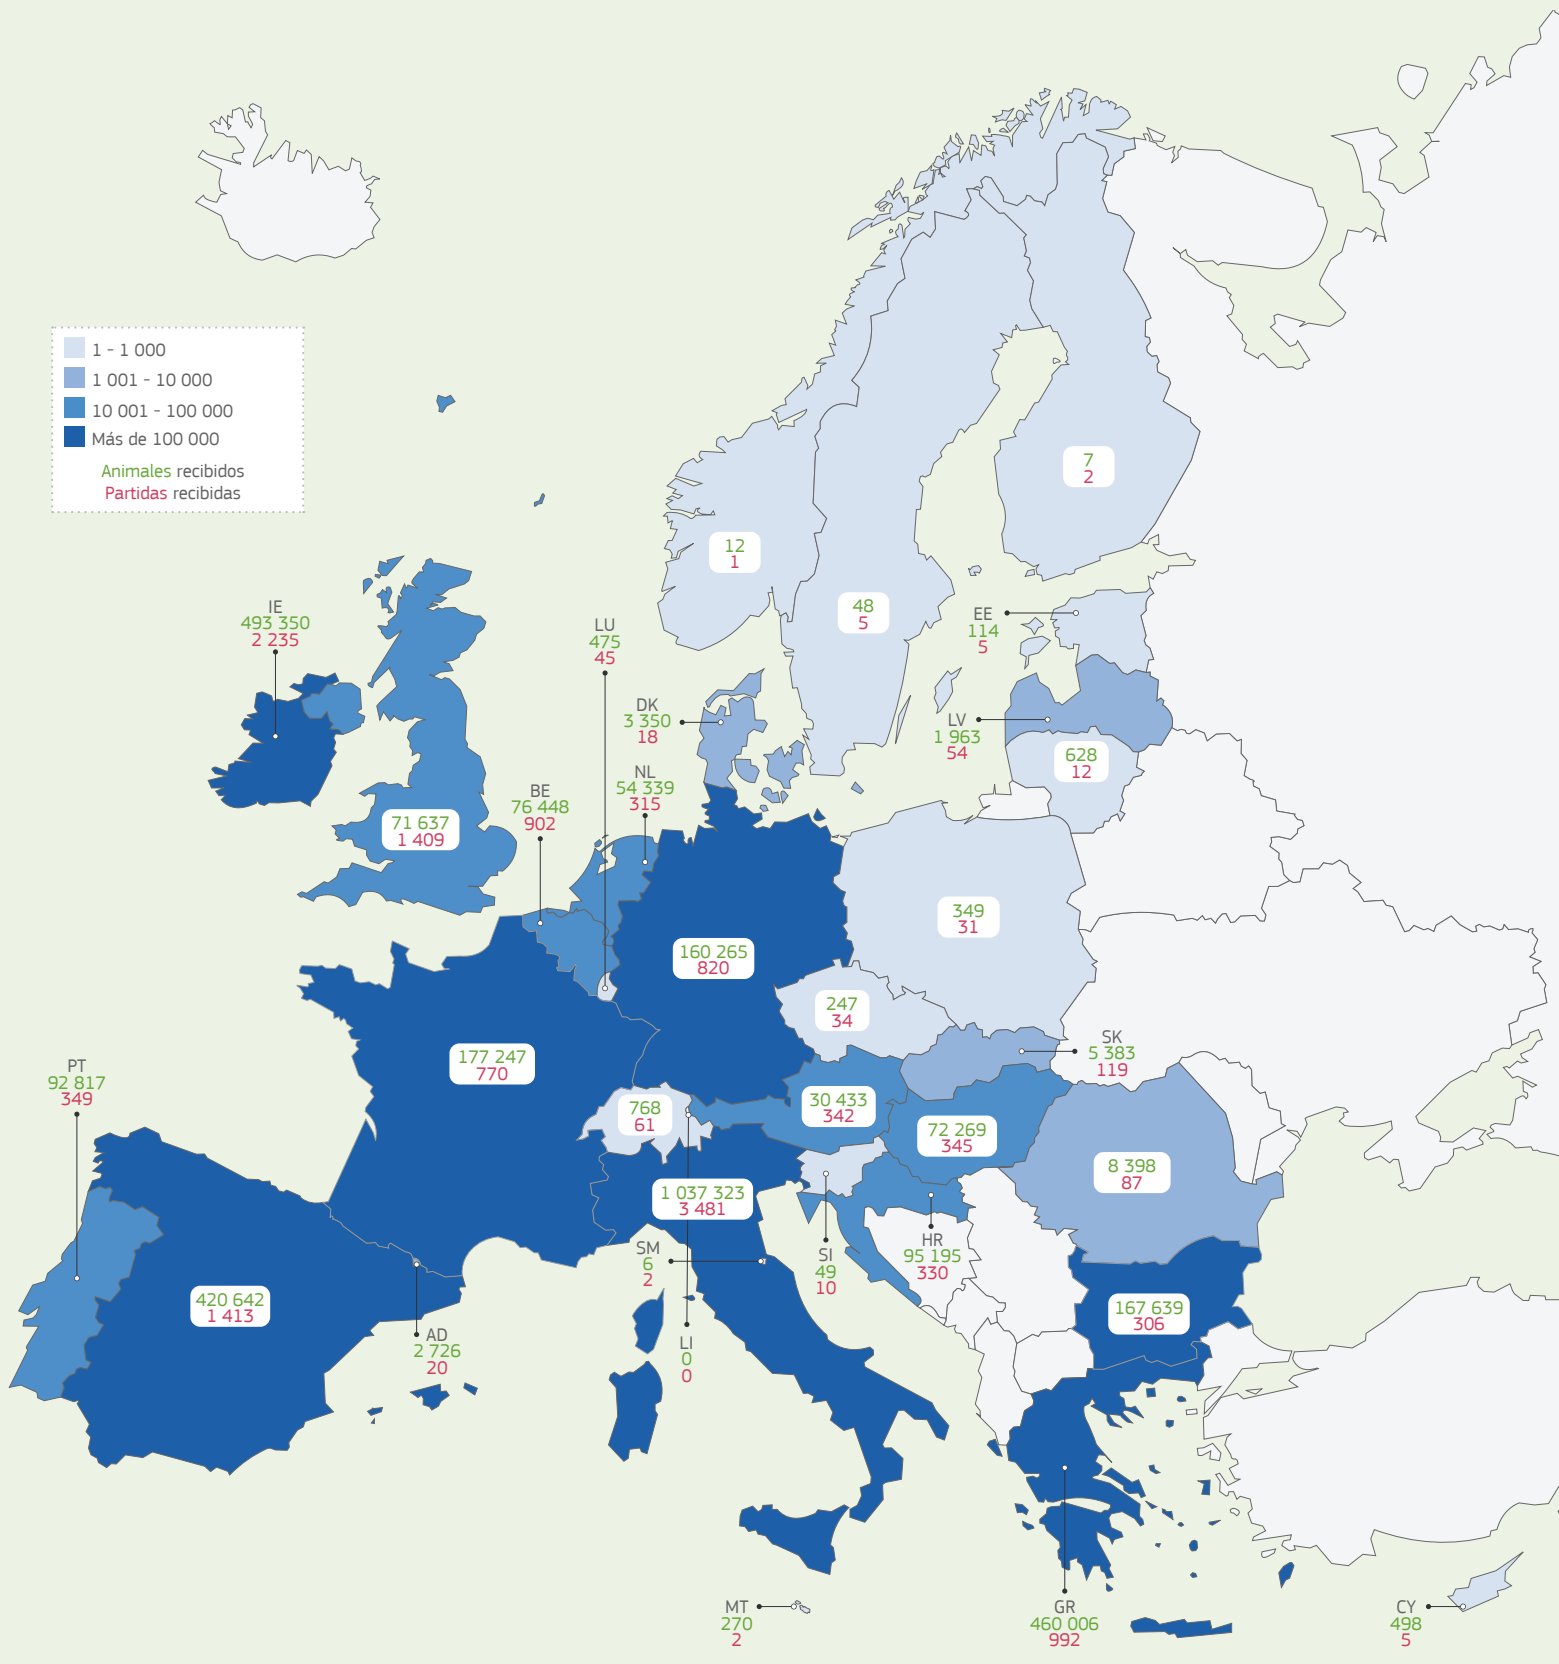 1 - 1 000
1 001 - 10 000
10 001 - 100 000
Más de 100 000
Animales recibidos
Partidas recibidas
7
2
12
1
48
5
EE
114
5
IE
493 350
2 235
LU
475
45
DK
3 350
18
LV
1 963
54
628
12
NL
54 339
315
BE
76 448
902
71 637
1 409
349
31
160 265
820
247
34
SK
5 383
119
177 247
770
PT
92 817
349
768
61
30 433
342
72 269
345
8 398
87
1 037 323
3 481
SM
6
2
SI
49
10
HR
95 195
330
420 642
1 413
167 639
306
AD
2 726
20
LI
0
0
MT
270
2
GR
460 006
992
CY
498
5